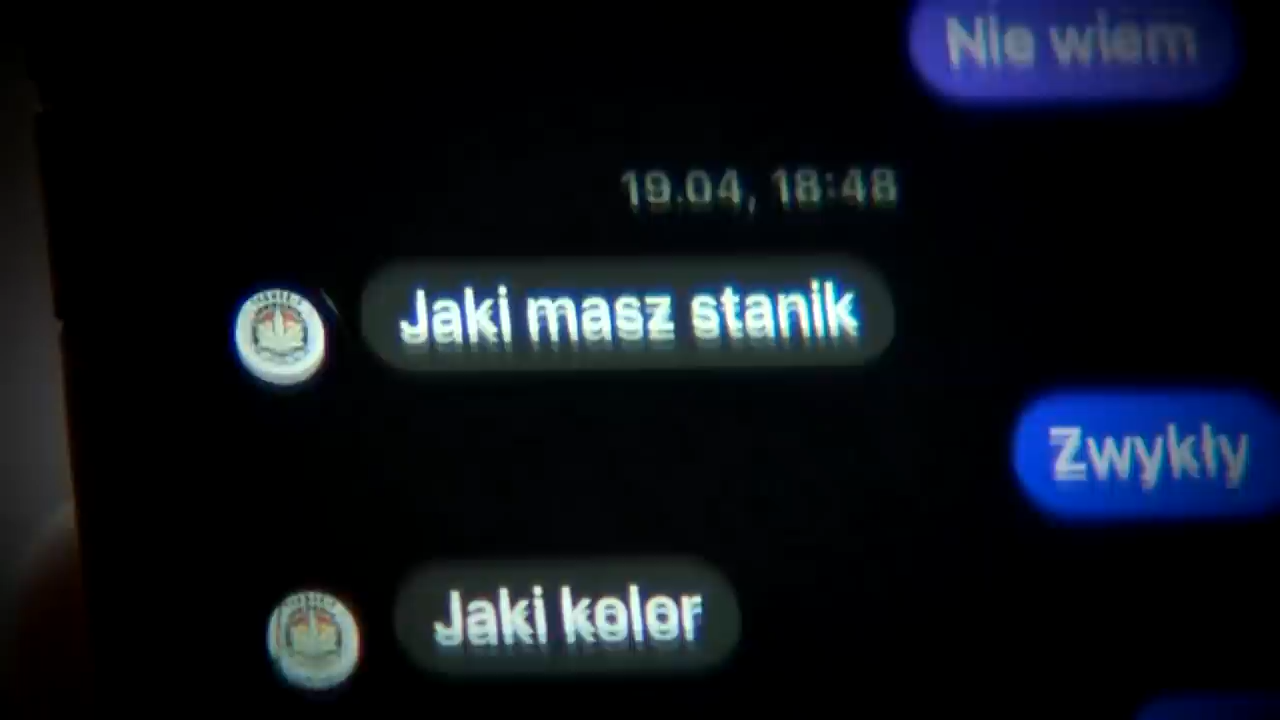 Nie wiem
19.04, 18:48
Jaki masz stanik
Zwykły
Jaki kolor